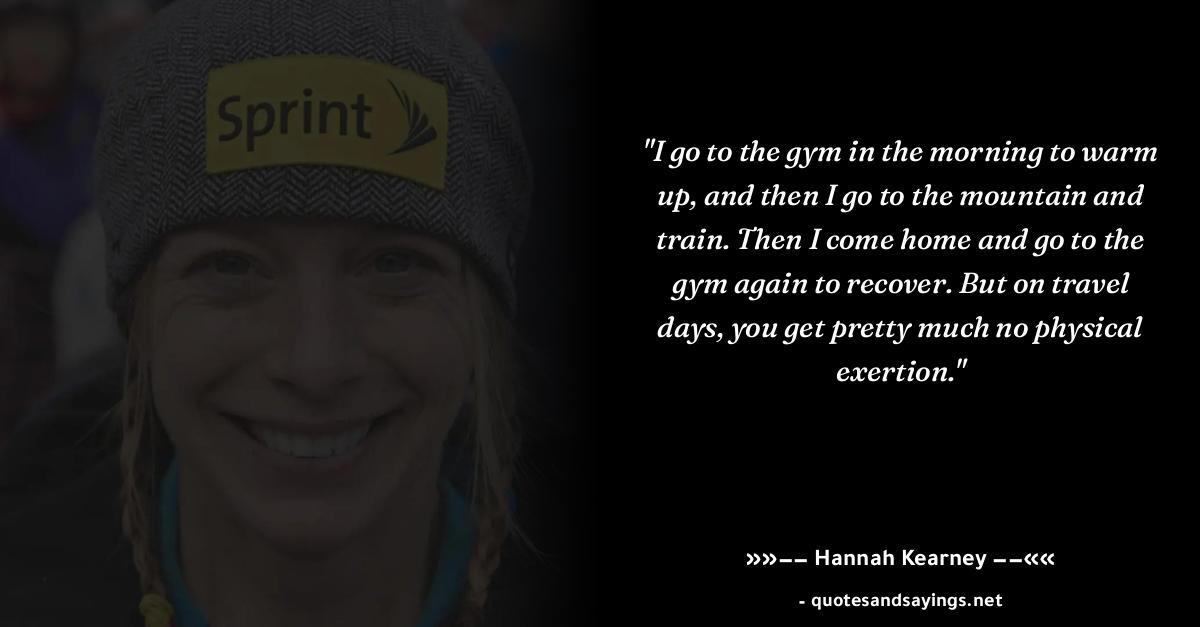 Sprint
"I go to the gym in the morning to warm
up, and then I go to the mountain and
train. Then I come home and go to the
gym again to recover. But on travel
days, you get pretty much no physical
exertion."
»»−− Hannah Kearney −−««
- quotesandsayings.net